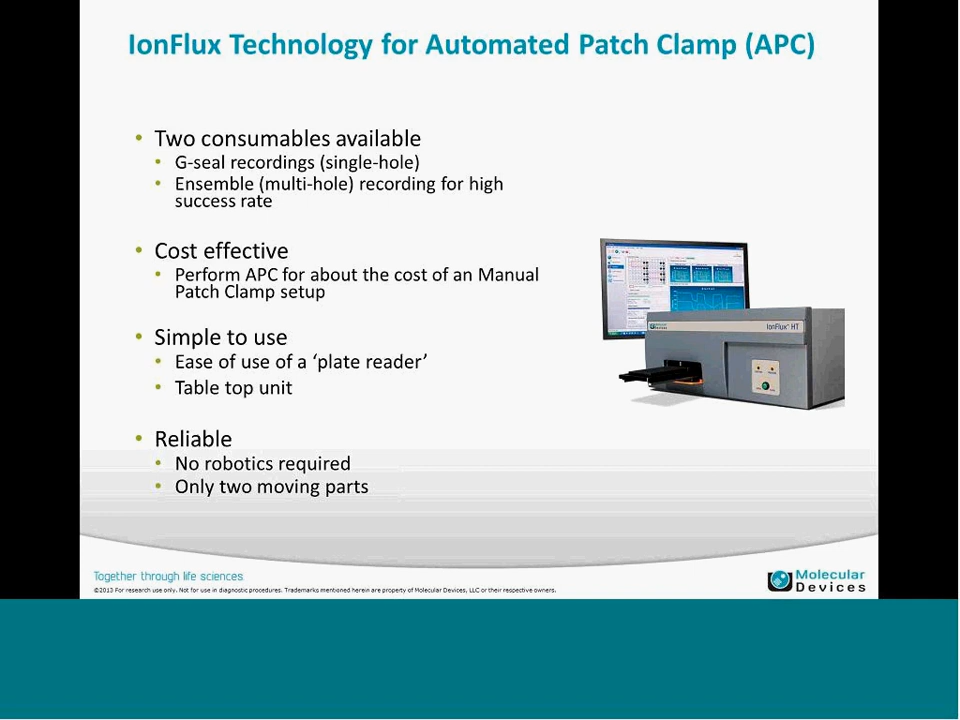 IonFlux Technology for Automated Patch Clamp (APC)
• Two consumables available
• G-seal recordings (single-hole)
• Ensemble (multi-hole) recording for high
success rate
• Cost effective
• Perform APC for about the cost of an Manual
Patch Clamp setup
• Simple to use
• Ease of use of a ‘plate reader’
• Table top unit
• Reliable
• No robotics required
• Only two moving parts
Molecular
Devices
IonFlux HT
Together through life sciences
©2013 For research use only. Not for use in diagnostic procedures. Trademarks mentioned herein are property of Molecular Devices, LLC or their respective owners.
Molecular
Devices